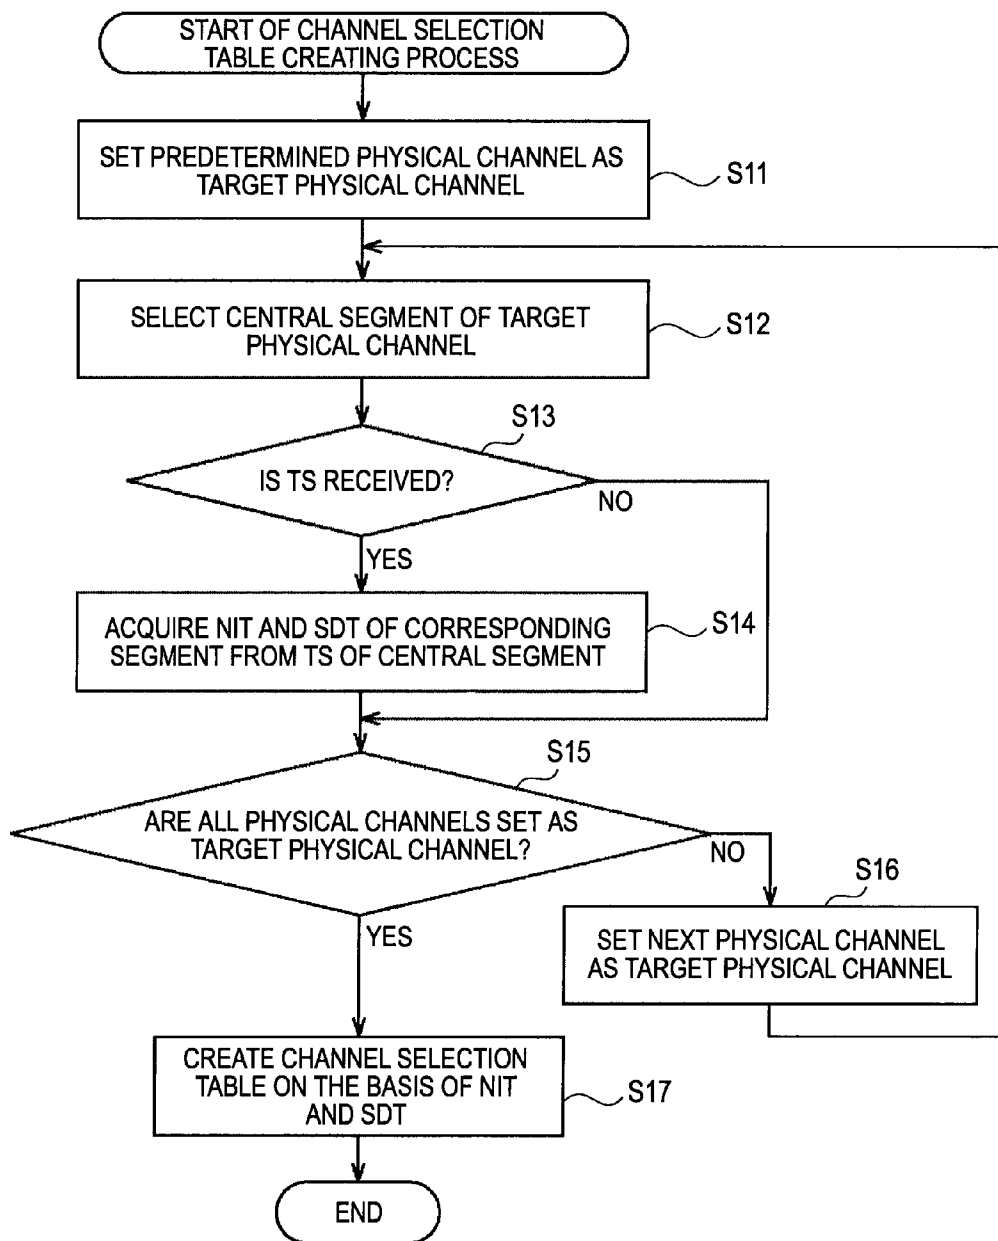 START OF CHANNEL SELECTION
TABLE CREATING PROCESS
SET PREDETERMINED PHYSICAL CHANNEL AS
TARGET PHYSICAL CHANNEL
S11
SELECT CENTRAL SEGMENT OF TARGET
PHYSICAL CHANNEL
S12
S13
IS TS RECEIVED?
NO
YES
ACQUIRE NIT AND SDT OF CORRESPONDING
SEGMENT FROM TS OF CENTRAL SEGMENT
S14
S15
ARE ALL PHYSICAL CHANNELS SET AS
TARGET PHYSICAL CHANNEL?
NO
YES
S16
SET NEXT PHYSICAL CHANNEL
AS TARGET PHYSICAL CHANNEL
CREATE CHANNEL SELECTION
TABLE ON THE BASIS OF NIT
AND SDT
S17
END